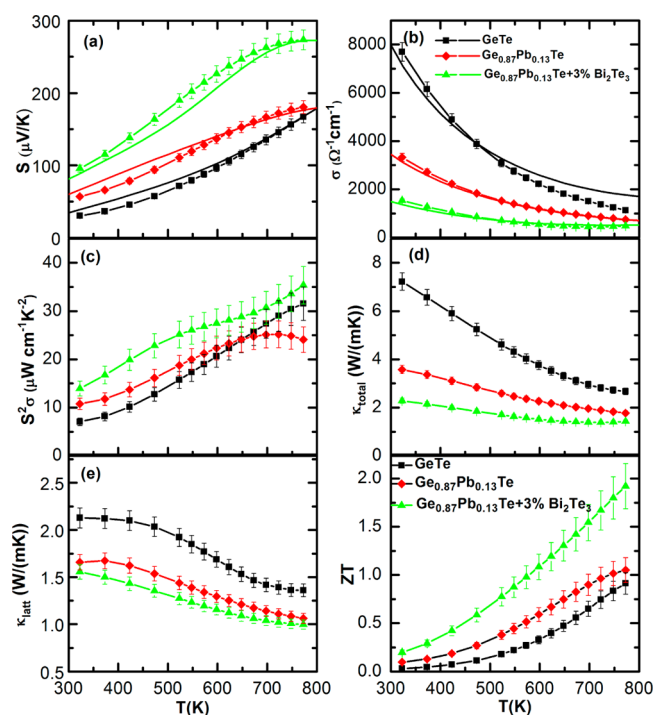 (a)
300
200
100
0
S (μV/K)
(b)
GeTe
Ge0.87Pb0.13Te
Ge0.87Pb0.13Te+3% Bi2Te3
8000
6000
4000
2000
0
σ (Ω-1cm-1)
(c)
40
30
20
10
0
S2σ (μW cm-1K-2)
(d)
8
6
4
2
0
κtotal (W/(mK))
(e)
2.5
2.0
1.5
1.0
0.5
κlatt (W/(mK))
300 400 500 600 700 800
T(K)
GeTe
Ge0.87Pb0.13Te
Ge0.87Pb0.13Te+3% Bi2Te3
2.0
1.5
1.0
0.5
0.0
ZT
300 400 500 600 700 800
T(K)